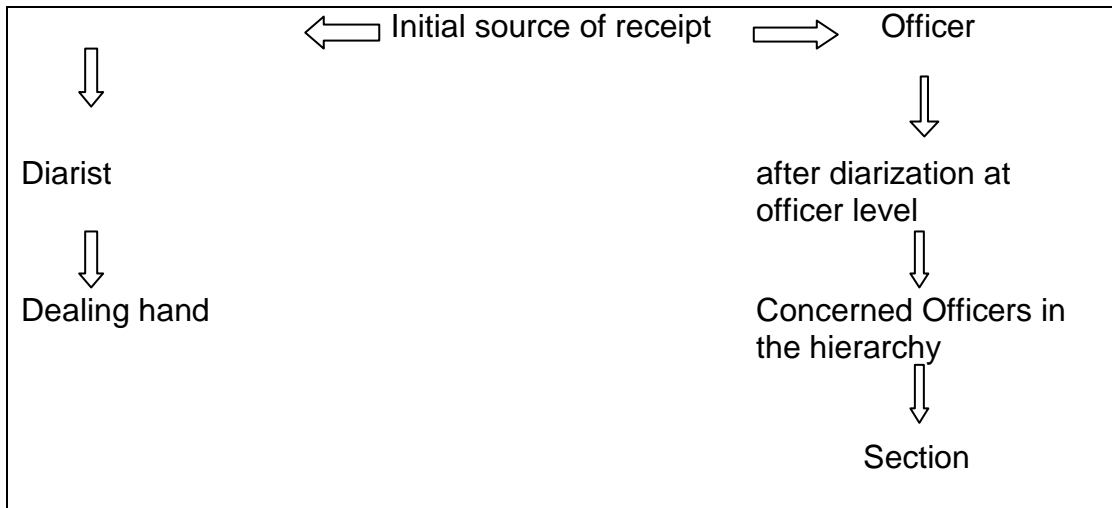 Initial source of receipt
Officer
Diarist
after diarization at
officer level
Dealing hand
Concerned Officers in
the hierarchy
Section